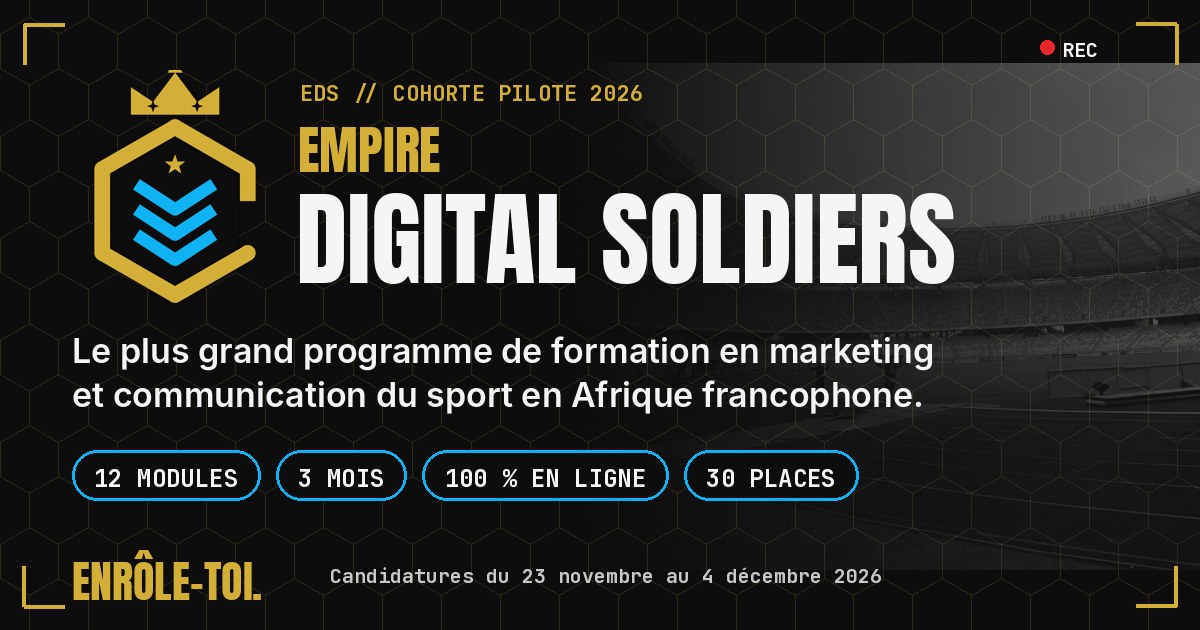 REC
EDS // COHORTE PILOTE 2026
EMPIRE
DIGITAL SOLDIERS
Le plus grand programme de formation en marketing
et communication du sport en Afrique francophone.
12 MODULES
3 MOIS
100 % EN LIGNE
30 PLACES
ENRÔLE-TOI.
Candidatures du 23 novembre au 4 décembre 2026